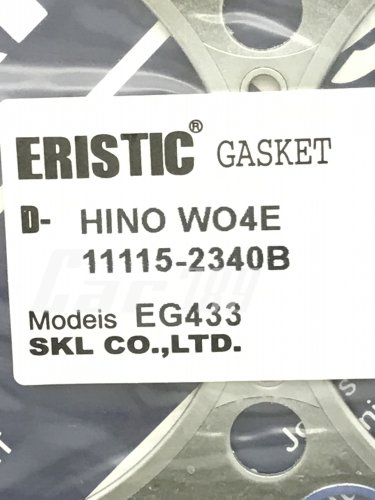 ERISTIC® GASKET
D- HINO WO4E
11115-2340B
Modeis EG433
SKL CO.,LTD.